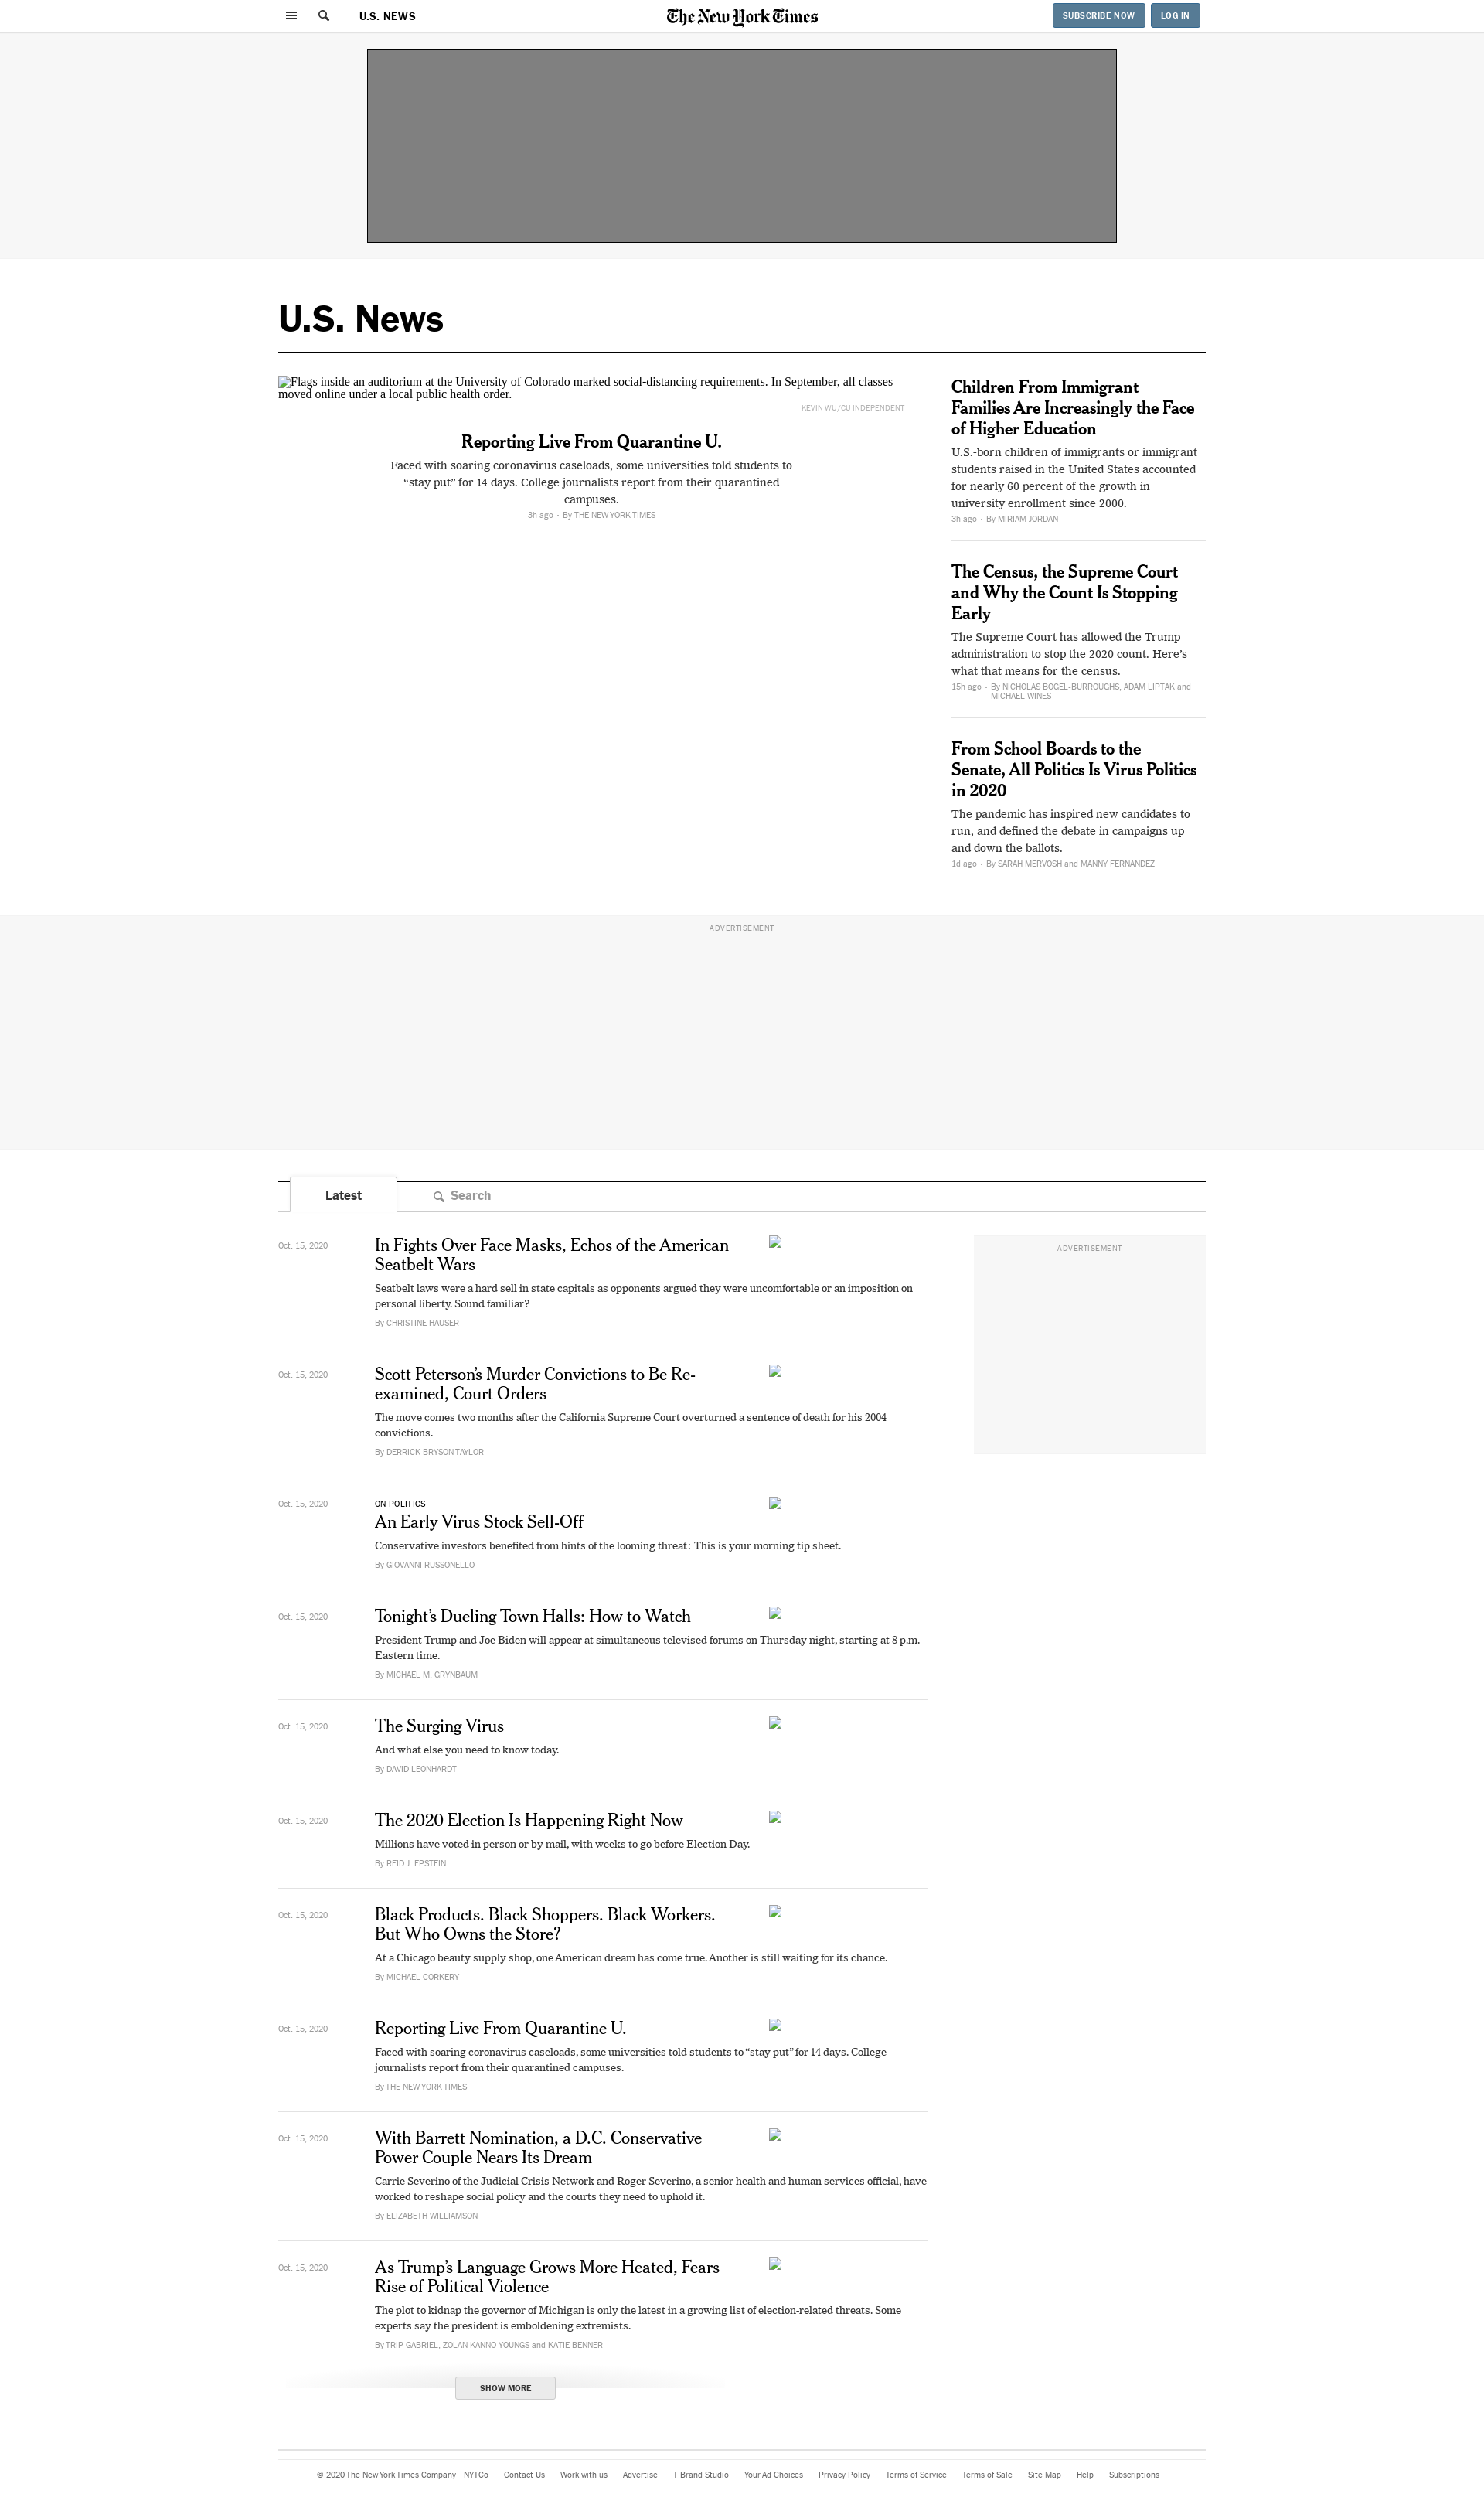 U.S. NEWS
The New York Times
SUBSCRIBE NOW
LOG IN
U.S. News
Flags inside an auditorium at the University of Colorado marked social-distancing requirements. In September, all classes
moved online under a local public health order.
KEVIN WU/CU INDEPENDENT
Reporting Live From Quarantine U.
Faced with soaring coronavirus caseloads, some universities told students to
“stay put” for 14 days. College journalists report from their quarantined
campuses.
3h ago • By THE NEW YORK TIMES
Children From Immigrant
Families Are Increasingly the Face
of Higher Education
U.S.-born children of immigrants or immigrant
students raised in the United States accounted
for nearly 60 percent of the growth in
university enrollment since 2000.
3h ago • By MIRIAM JORDAN
The Census, the Supreme Court
and Why the Count Is Stopping
Early
The Supreme Court has allowed the Trump
administration to stop the 2020 count. Here’s
what that means for the census.
15h ago • By NICHOLAS BOGEL-BURROUGHS, ADAM LIPTAK and
MICHAEL WINES
From School Boards to the
Senate, All Politics Is Virus Politics
in 2020
The pandemic has inspired new candidates to
run, and defined the debate in campaigns up
and down the ballots.
1d ago • By SARAH MERVOSH and MANNY FERNANDEZ
ADVERTISEMENT
Latest
Search
ADVERTISEMENT
Oct. 15, 2020
In Fights Over Face Masks, Echos of the American
Seatbelt Wars
Seatbelt laws were a hard sell in state capitals as opponents argued they were uncomfortable or an imposition on
personal liberty. Sound familiar?
By CHRISTINE HAUSER
Oct. 15, 2020
Scott Peterson’s Murder Convictions to Be Re-
examined, Court Orders
The move comes two months after the California Supreme Court overturned a sentence of death for his 2004
convictions.
By DERRICK BRYSON TAYLOR
Oct. 15, 2020
ON POLITICS
An Early Virus Stock Sell-Off
Conservative investors benefited from hints of the looming threat: This is your morning tip sheet.
By GIOVANNI RUSSONELLO
Oct. 15, 2020
Tonight’s Dueling Town Halls: How to Watch
President Trump and Joe Biden will appear at simultaneous televised forums on Thursday night, starting at 8 p.m.
Eastern time.
By MICHAEL M. GRYNBAUM
Oct. 15, 2020
The Surging Virus
And what else you need to know today.
By DAVID LEONHARDT
Oct. 15, 2020
The 2020 Election Is Happening Right Now
Millions have voted in person or by mail, with weeks to go before Election Day.
By REID J. EPSTEIN
Oct. 15, 2020
Black Products. Black Shoppers. Black Workers.
But Who Owns the Store?
At a Chicago beauty supply shop, one American dream has come true. Another is still waiting for its chance.
By MICHAEL CORKERY
Oct. 15, 2020
Reporting Live From Quarantine U.
Faced with soaring coronavirus caseloads, some universities told students to “stay put” for 14 days. College
journalists report from their quarantined campuses.
By THE NEW YORK TIMES
Oct. 15, 2020
With Barrett Nomination, a D.C. Conservative
Power Couple Nears Its Dream
Carrie Severino of the Judicial Crisis Network and Roger Severino, a senior health and human services official, have
worked to reshape social policy and the courts they need to uphold it.
By ELIZABETH WILLIAMSON
Oct. 15, 2020
As Trump’s Language Grows More Heated, Fears
Rise of Political Violence
The plot to kidnap the governor of Michigan is only the latest in a growing list of election-related threats. Some
experts say the president is emboldening extremists.
By TRIP GABRIEL, ZOLAN KANNO-YOUNGS and KATIE BENNER
SHOW MORE
© 2020 The New York Times Company NYTCo Contact Us Work with us Advertise T Brand Studio Your Ad Choices Privacy Policy Terms of Service Terms of Sale Site Map Help Subscriptions